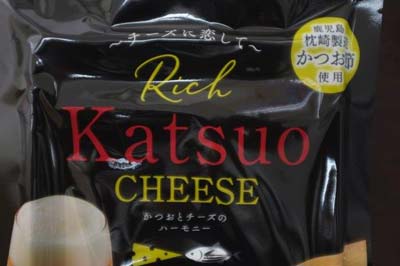 ～チーズに恋して～
Rich
Katsuo
CHEESE
かつおとチーズの
ハーモニー
鹿児島
枕崎製造
かつお節
使用